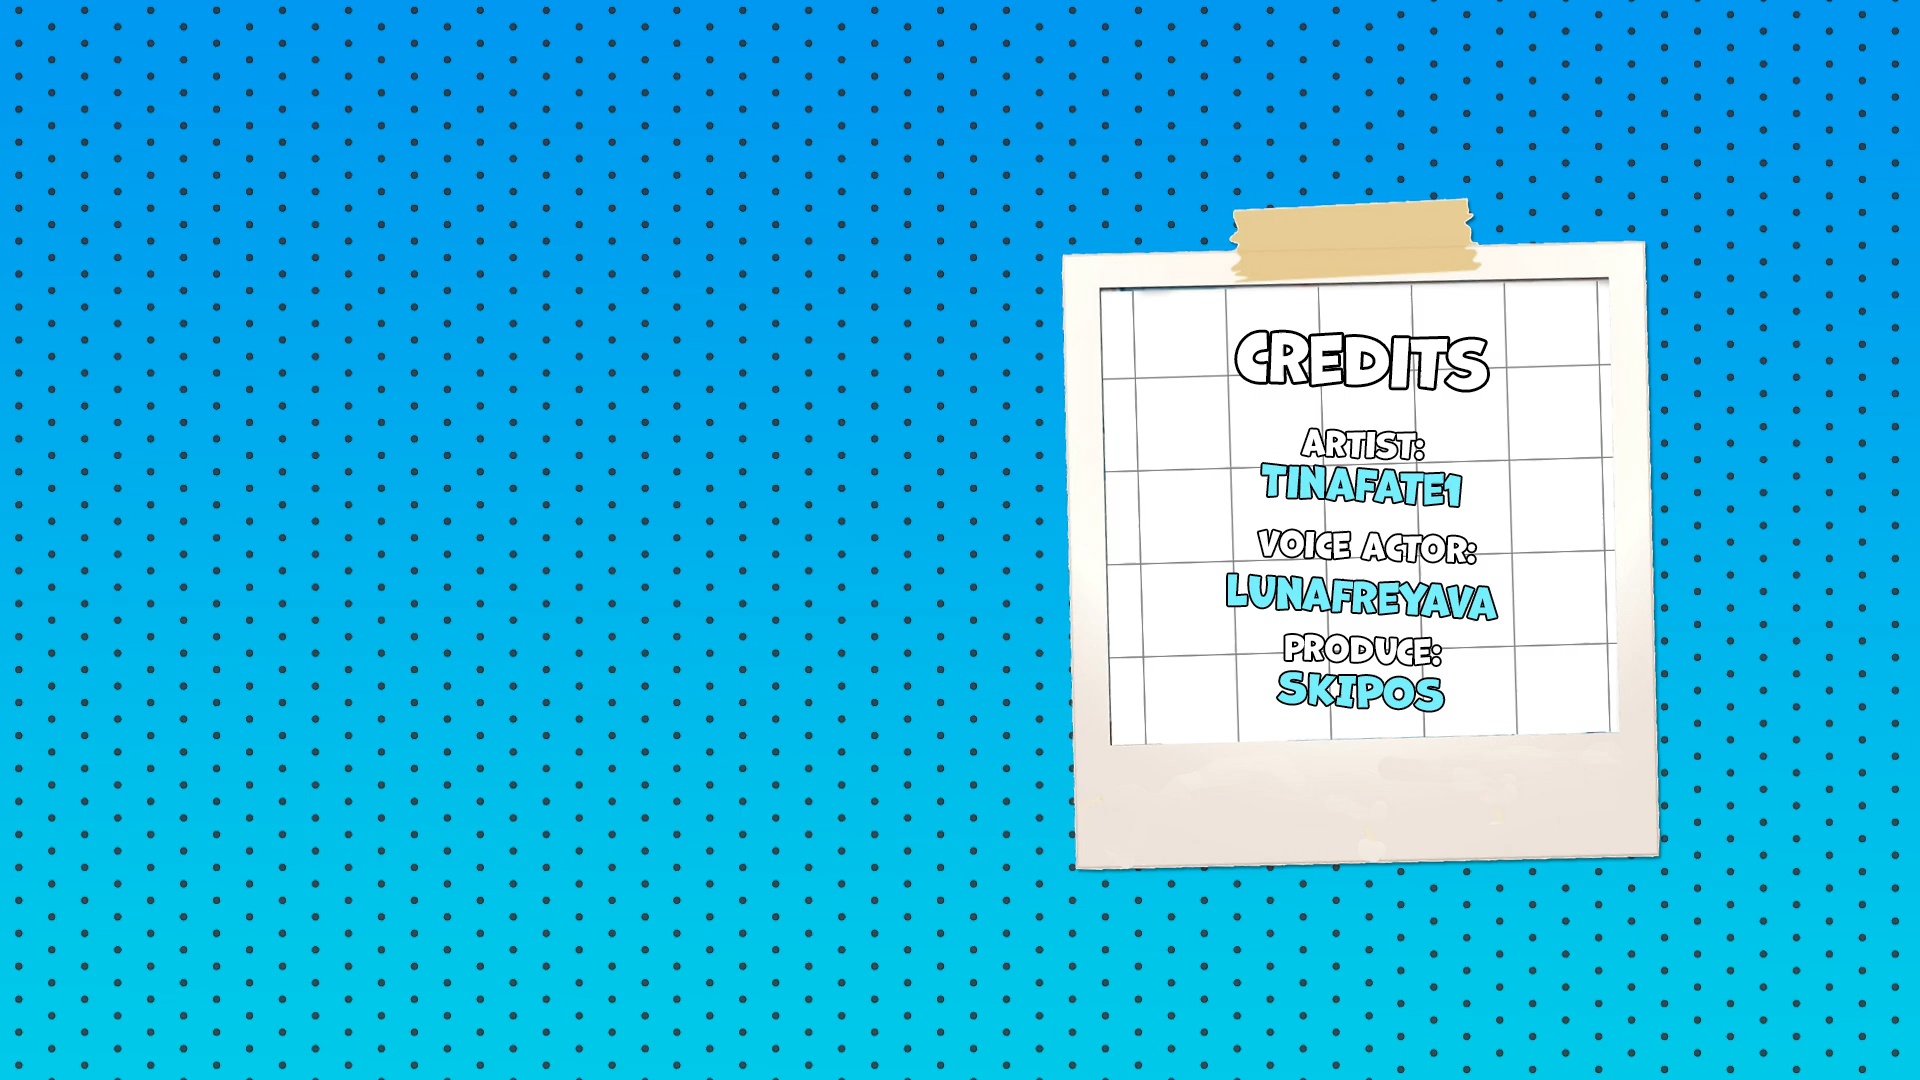 CREDITS
ARTIST:
TINAFATE1
VOICE ACTOR:
LUNAFREYAVA
PRODUCE:
SKIPOS